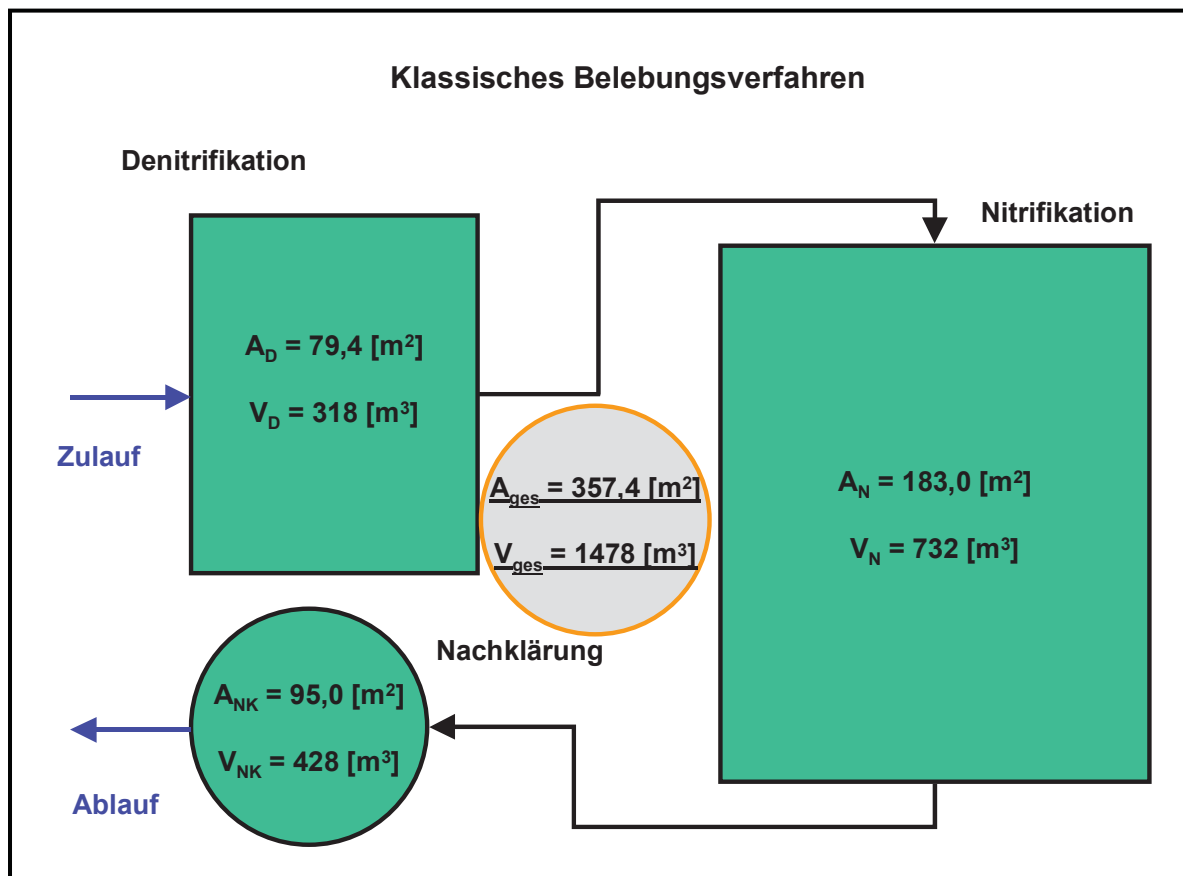 Klassisches Belebungsverfahren
Denitrifikation
Nitrifikation
A_D = 79,4 [m²]
V_D = 318 [m³]
Zulauf
A_ges = 357,4 [m²]
V_ges = 1478 [m³]
A_N = 183,0 [m²]
V_N = 732 [m³]
Nachklärung
A_NK = 95,0 [m²]
V_NK = 428 [m³]
Ablauf